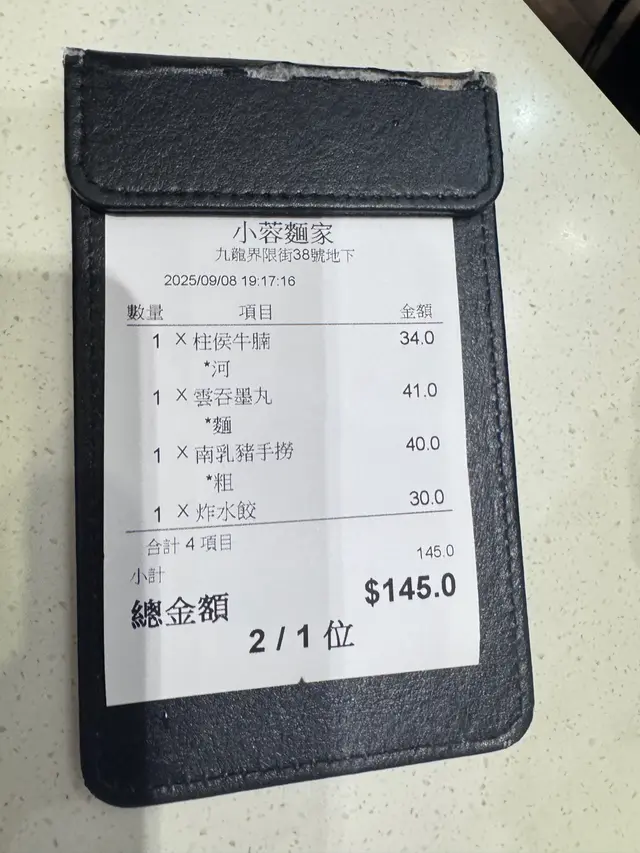 小蓉麵家
九龍界限街38號地下
2025/09/08 19:17:16
數量 項目 金額
1 X 柱侯牛腩 34.0
*河
1 X 雲吞墨丸 41.0
*麵
1 X 南乳豬手撈 40.0
*粗
1 X 炸水餃 30.0
合計 4 項目
小計 145.0
總金額 $145.0
2 / 1 位